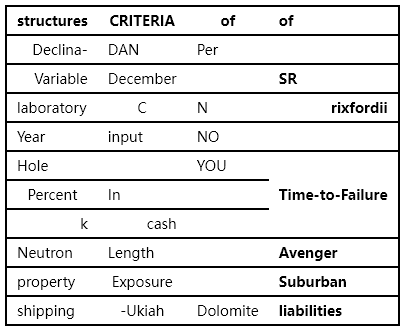 structures CRITERIA of of
Declina- DAN Per
Variable December SR
laboratory C N rixfordii
Year input NO
Hole YOU
Percent In Time-to-Failure
k cash
Neutron Length Avenger
property Exposure Suburban
shipping -Ukiah Dolomite liabilities